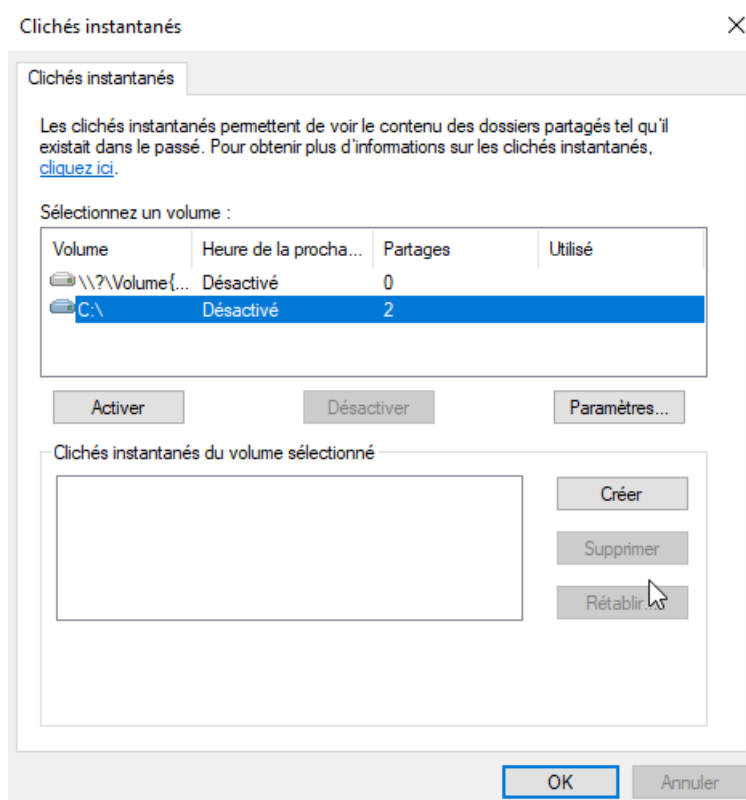 Clichés instantanés
Clichés instantanés
Les clichés instantanés permettent de voir le contenu des dossiers partagés tel qu'il
existait dans le passé. Pour obtenir plus d'informations sur les clichés instantanés,
cliquez ici.
Sélectionnez un volume :
Volume Heure de la procha... Partages Utilisé
\\?\Volume{... Désactivé 0
C:\ Désactivé 2
Activer Désactiver Paramètres...
Clichés instantanés du volume sélectionné
Créer
Supprimer
Rétablir...
OK Annuler